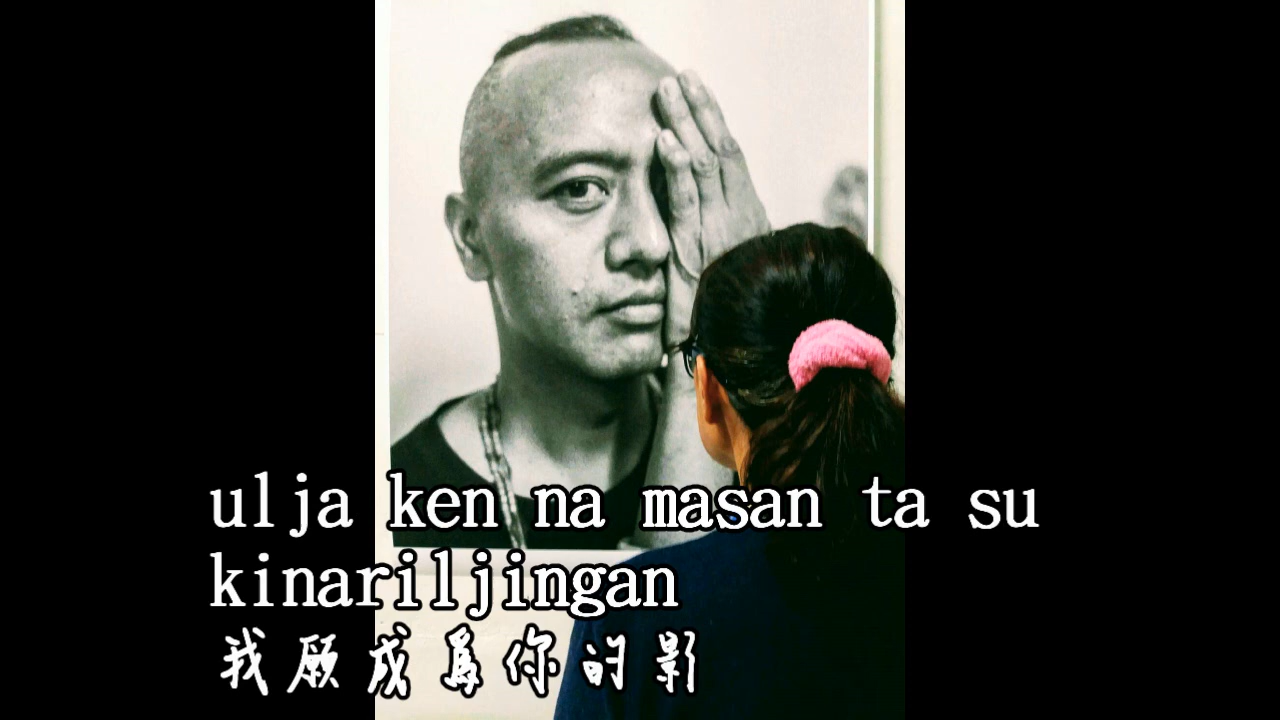 ulja ken na masan ta su
kinariljingan
我願成為你的影